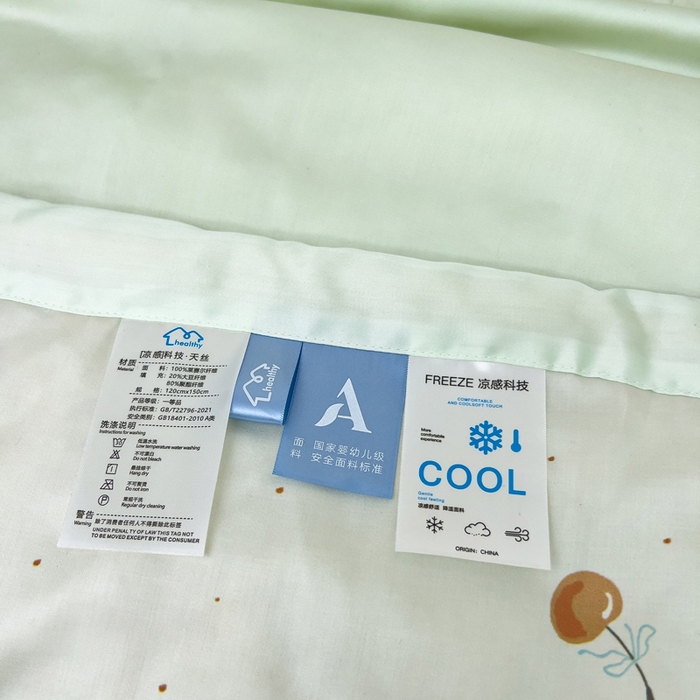 healthy
[凉感]科技·天丝
材质 面 料：100%莱赛尔纤维
Material 填 充：20%大豆纤维
80%聚酯纤维
规 格：120cmx150cm
产品等级：一等品
执行标准：GB/T22796-2021
安全类别：GB18401-2010 A类
洗涤说明
Instructions for washing
低温水洗
Low temperature water washing
不可漂白
Do not bleach
悬挂晾干
Hang dry
不可熨烫
Do not iron
常规干洗
Regular dry cleaning
警告
Warning 除了消费者任何人不得撕除此标签
UNDER PENALTY OF LAW THIS TAG NOT
TO BE MOVED EXCEPT BY THE CONSUMER
healthy
A
面料
国家婴幼儿级
安全面料标准
FREEZE 凉感科技
COMFORTABLE
AND COOLSOFT TOUCH
More
comfortable
experience
COOL
Gentle
cool feeling
凉感舒适 降温面料
ORIGIN: CHINA